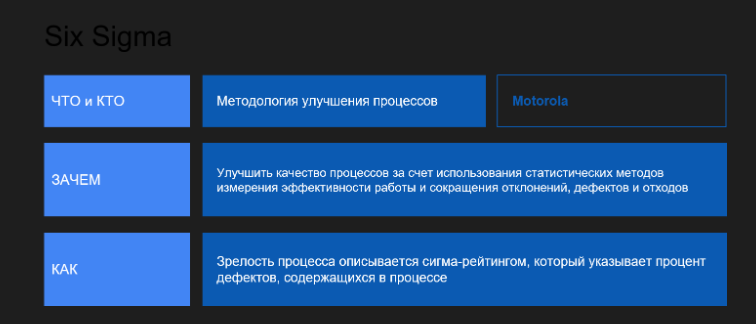 Six Sigma
ЧТО и КТО
Методология улучшения процессов
Motorola
ЗАЧЕМ
Улучшить качество процессов за счет использования статистических методов
измерения эффективности работы и сокращения отклонений, дефектов и отходов
КАК
Зрелость процесса описывается сигма-рейтингом, который указывает процент
дефектов, содержащихся в процессе